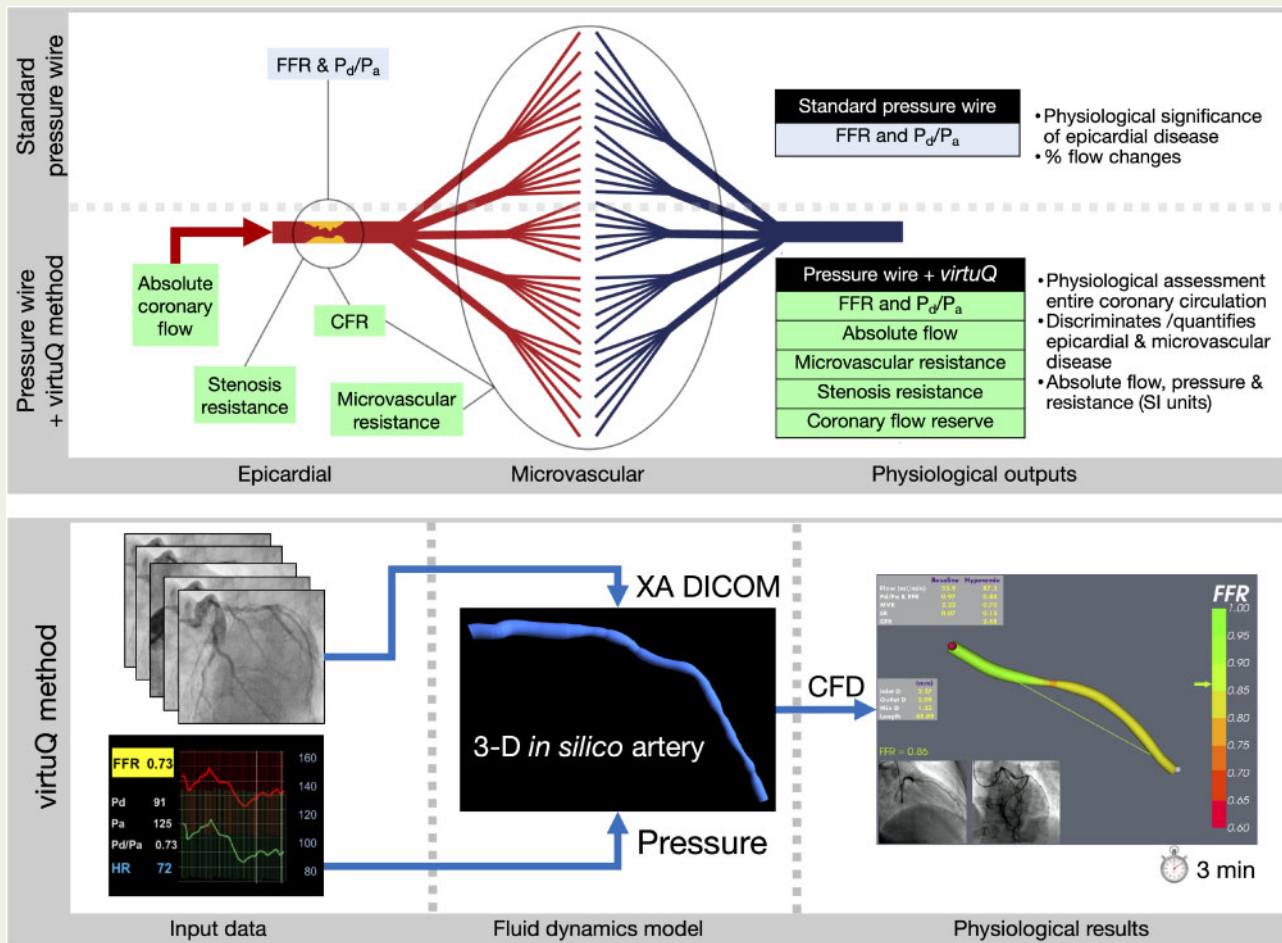 Standard
pressure wire
FFR & Pd/Pa
Standard pressure wire
FFR and Pd/Pa
•Physiological significance
of epicardial disease
•% flow changes
Pressure wire
+ virtuQ method
Absolute
coronary
flow
CFR
Stenosis
resistance
Microvascular
resistance
Pressure wire + virtuQ
FFR and Pd/Pa
Absolute flow
Microvascular resistance
Stenosis resistance
Coronary flow reserve
•Physiological assessment
entire coronary circulation
•Discriminates /quantifies
epicardial & microvascular
disease
•Absolute flow, pressure &
resistance (SI units)
Epicardial
Microvascular
Physiological outputs
virtuQ method
XA DICOM
3-D in silico artery
Pressure
CFD
FFR 0.73
Pd 91
Pa 125
Pd/Pa 0.73
HR 72
160
140
120
100
80
Baseline Hyperemic
Flow (ml/min)
Length
FFR = 0.86
FFR
1.00
0.95
0.90
0.85
0.80
0.75
0.70
0.65
0.60
3 min
Input data
Fluid dynamics model
Physiological results